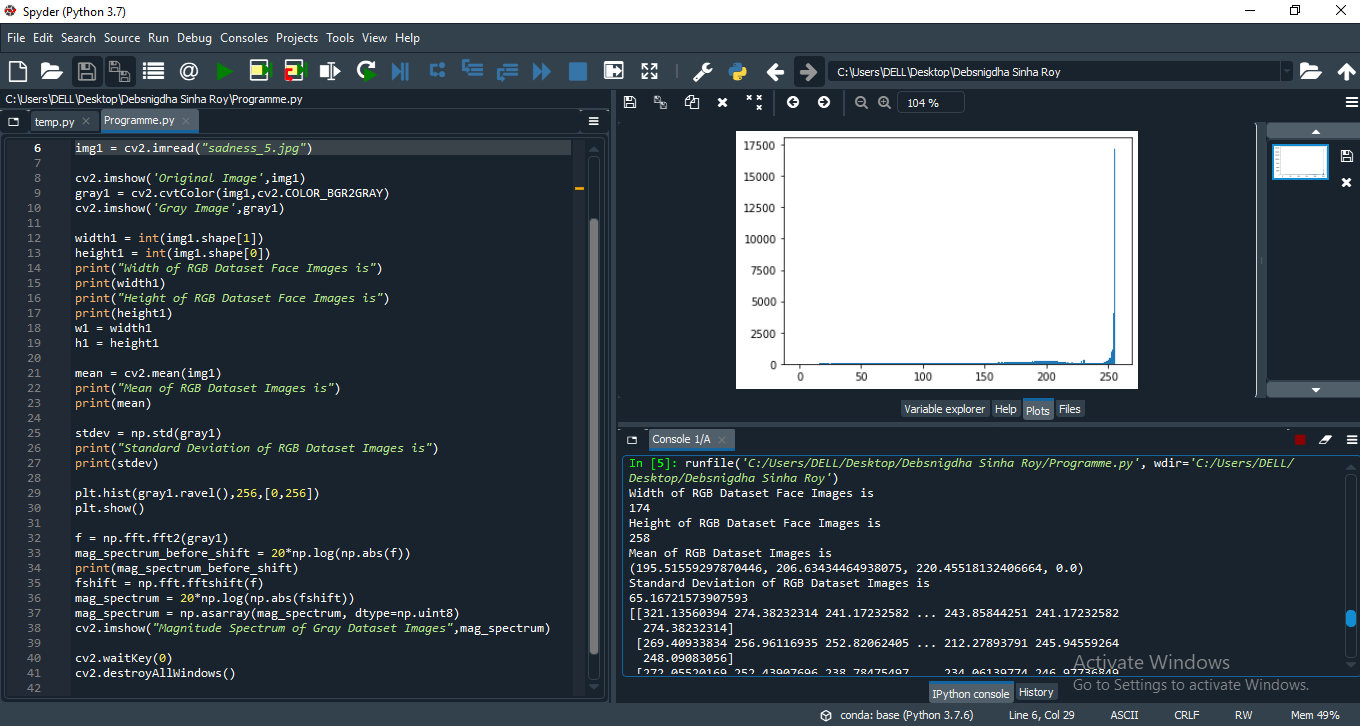 Spyder (Python 3.7)
File Edit Search Source Run Debug Consoles Projects Tools View Help
C:\Users\DELL\Desktop\Debsnigdha Sinha Roy
C:\Users\DELL\Desktop\Debsnigdha Sinha Roy\Programme.py
temp.py
Programme.py
6 img1 = cv2.imread("sadness_5.jpg")
7
8 cv2.imshow('Original Image',img1)
9 gray1 = cv2.cvtColor(img1,cv2.COLOR_BGR2GRAY)
10 cv2.imshow('Gray Image',gray1)
11
12 width1 = int(img1.shape[1])
13 height1 = int(img1.shape[0])
14 print("Width of RGB Dataset Face Images is")
15 print(width1)
16 print("Height of RGB Dataset Face Images is")
17 print(height1)
18 w1 = width1
19 h1 = height1
20
21 mean = cv2.mean(img1)
22 print("Mean of RGB Dataset Images is")
23 print(mean)
24
25 stdev = np.std(gray1)
26 print("Standard Deviation of RGB Dataset Images is")
27 print(stdev)
28
29 plt.hist(gray1.ravel(),256,[0,256])
30 plt.show()
31
32 f = np.fft.fft2(gray1)
33 mag_spectrum_before_shift = 20*np.log(np.abs(f))
34 print(mag_spectrum_before_shift)
35 fshift = np.fft.fftshift(f)
36 mag_spectrum = 20*np.log(np.abs(fshift))
37 mag_spectrum = np.asarray(mag_spectrum, dtype=np.uint8)
38 cv2.imshow("Magnitude Spectrum of Gray Dataset Images",mag_spectrum)
39
40 cv2.waitKey(0)
41 cv2.destroyAllWindows()
42
104 %
17500
15000
12500
10000
7500
5000
2500
0
0 50 100 150 200 250
Variable explorer Help Plots Files
Console 1/A
In [5]: runfile('C:/Users/DELL/Desktop/Debsnigdha Sinha Roy/Programme.py', wdir='C:/Users/DELL/
Desktop/Debsnigdha Sinha Roy')
Width of RGB Dataset Face Images is
174
Height of RGB Dataset Face Images is
258
Mean of RGB Dataset Images is
(195.51559297870446, 206.63434464938075, 220.45518132406664, 0.0)
Standard Deviation of RGB Dataset Images is
65.16721573907593
[[321.13560394 274.38232314 241.17232582 ... 243.85844251 241.17232582
274.38232314]
[269.40933834 256.96116935 252.82062405 ... 212.27893791 245.94559264
248.09083056]
[272.05520169 252.43907696 238.78475497 ... 234.06139774 246.97736849
Activate Windows
Go to Settings to activate Windows.
IPython console History
conda: base (Python 3.7.6) Line 6, Col 29 ASCII CRLF RW Mem 49%